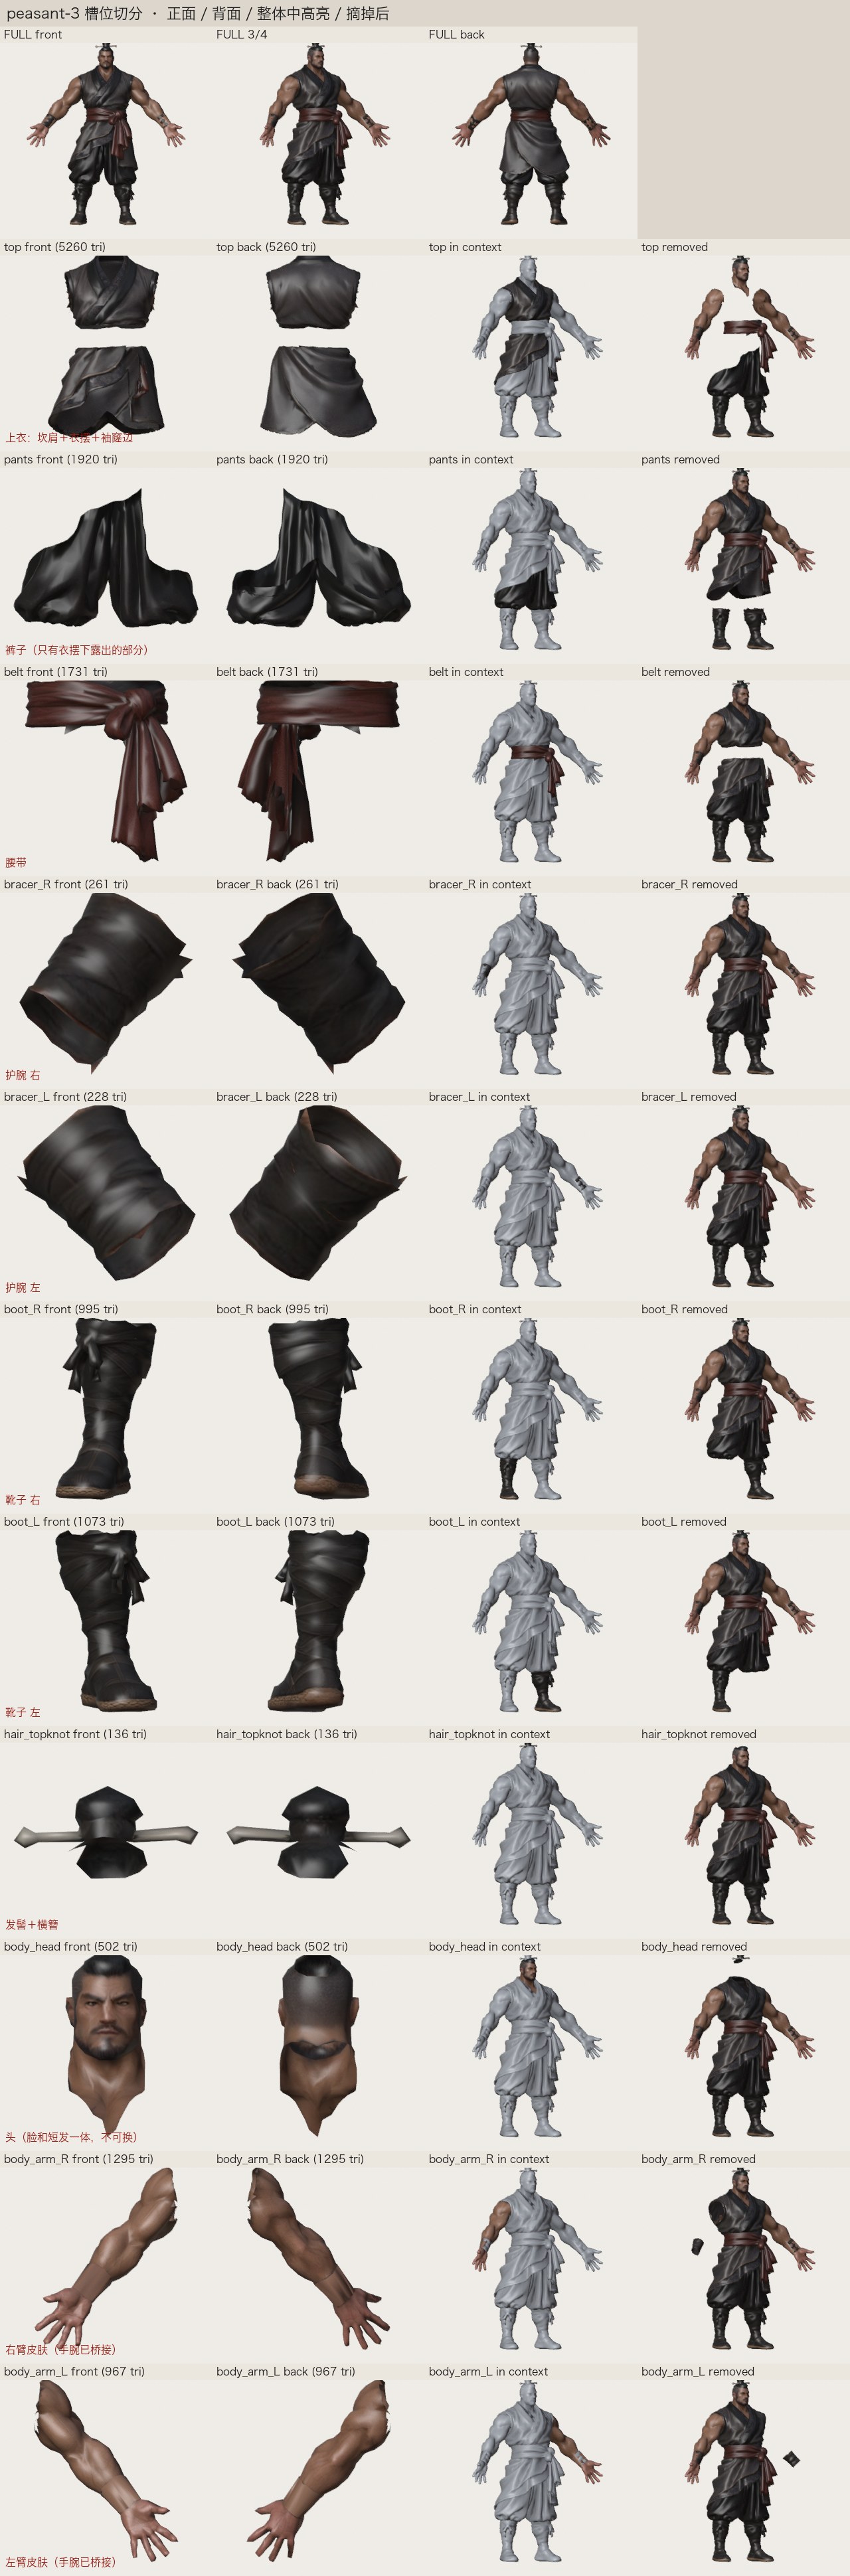 peasant-3 槽位切分 · 正面 / 背面 / 整体中高亮 / 摘掉后
FULL front
FULL 3/4
FULL back
top front (5260 tri)
top back (5260 tri)
top in context
top removed
上衣：坎肩＋衣摆＋袖窿边
pants front (1920 tri)
pants back (1920 tri)
pants in context
pants removed
裤子（只有衣摆下露出的部分）
belt front (1731 tri)
belt back (1731 tri)
belt in context
belt removed
腰带
bracer_R front (261 tri)
bracer_R back (261 tri)
bracer_R in context
bracer_R removed
护腕 右
bracer_L front (228 tri)
bracer_L back (228 tri)
bracer_L in context
bracer_L removed
护腕 左
boot_R front (995 tri)
boot_R back (995 tri)
boot_R in context
boot_R removed
靴子 右
boot_L front (1073 tri)
boot_L back (1073 tri)
boot_L in context
boot_L removed
靴子 左
hair_topknot front (136 tri)
hair_topknot back (136 tri)
hair_topknot in context
hair_topknot removed
发髻＋横簪
body_head front (502 tri)
body_head back (502 tri)
body_head in context
body_head removed
头（脸和短发一体，不可换）
body_arm_R front (1295 tri)
body_arm_R back (1295 tri)
body_arm_R in context
body_arm_R removed
右臂皮肤（手腕已桥接）
body_arm_L front (967 tri)
body_arm_L back (967 tri)
body_arm_L in context
body_arm_L removed
左臂皮肤（手腕已桥接）